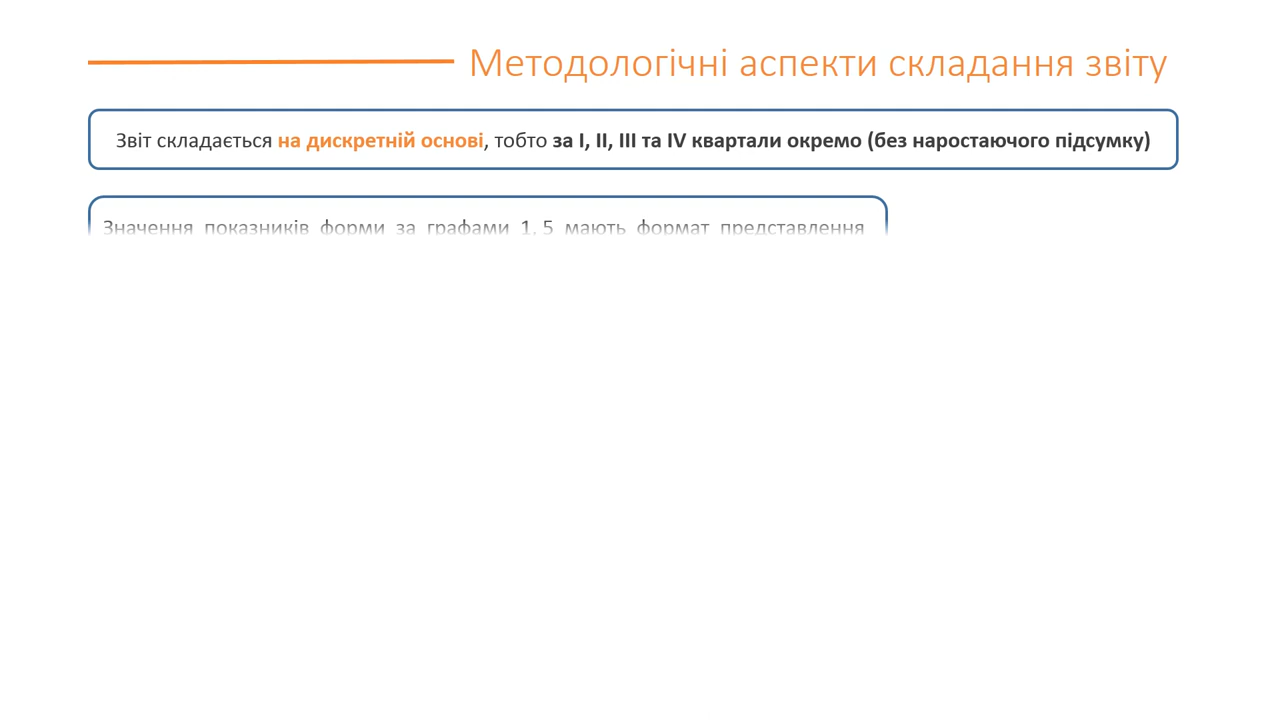 Методологічні аспекти складання звіту
Звіт складається на дискретній основі, тобто за I, II, III та IV квартали окремо (без наростаючого підсумку)
Значення показників форми за графами 1, 5 мають формат представлення